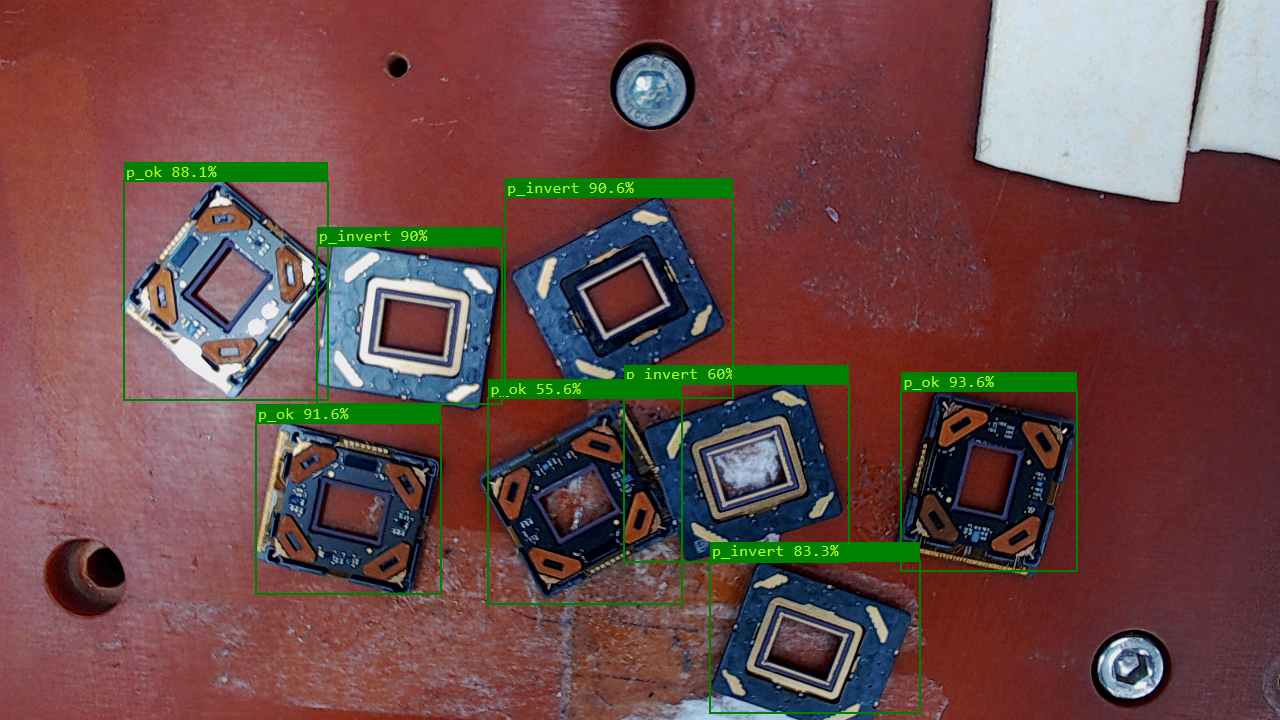 p_ok 88.1%
p_invert 90.6%
p_invert 90%
p_invert 60%
p_ok 93.6%
p_ok 55.6%
p_ok 91.6%
p_invert 83.3%